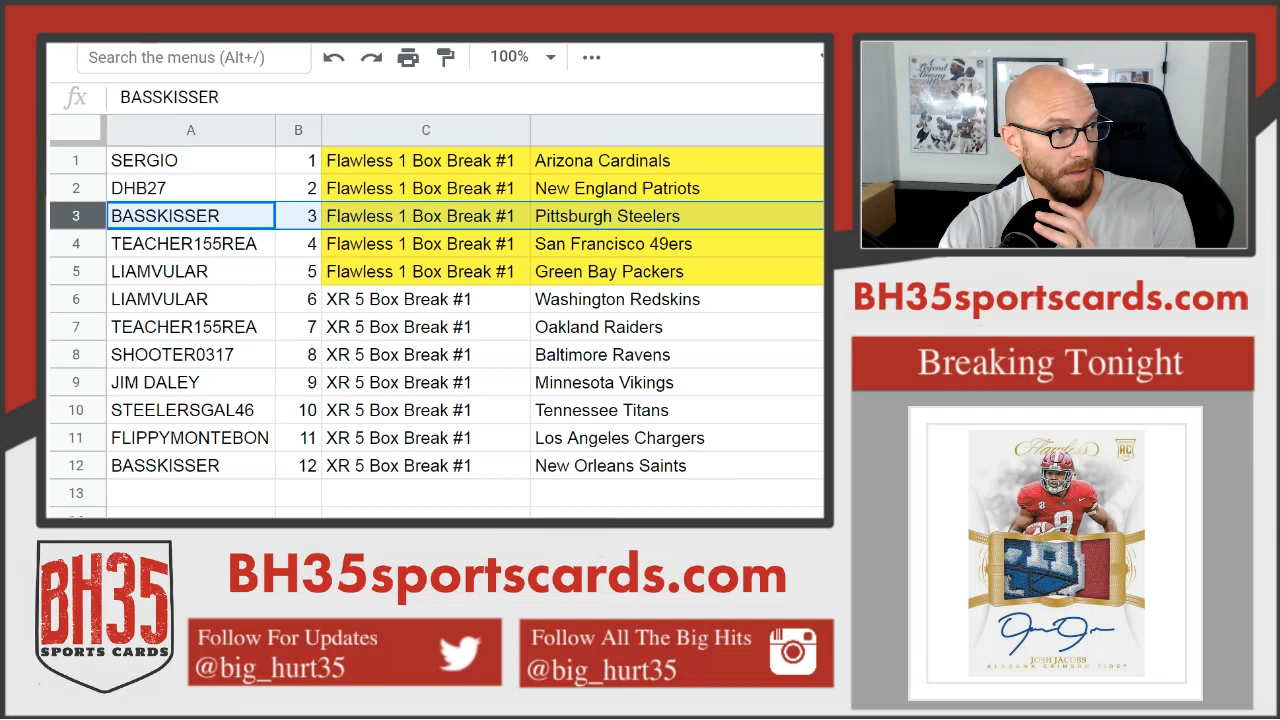 Search the menus (Alt+/)
100%
fx BASSKISSER
A B C
1 SERGIO 1 Flawless 1 Box Break #1 Arizona Cardinals
2 DHB27 2 Flawless 1 Box Break #1 New England Patriots
3 BASSKISSER 3 Flawless 1 Box Break #1 Pittsburgh Steelers
4 TEACHER155REA 4 Flawless 1 Box Break #1 San Francisco 49ers
5 LIAMVULAR 5 Flawless 1 Box Break #1 Green Bay Packers
6 LIAMVULAR 6 XR 5 Box Break #1 Washington Redskins
7 TEACHER155REA 7 XR 5 Box Break #1 Oakland Raiders
8 SHOOTER0317 8 XR 5 Box Break #1 Baltimore Ravens
9 JIM DALEY 9 XR 5 Box Break #1 Minnesota Vikings
10 STEELERSGAL46 10 XR 5 Box Break #1 Tennessee Titans
11 FLIPPYMONTEBON 11 XR 5 Box Break #1 Los Angeles Chargers
12 BASSKISSER 12 XR 5 Box Break #1 New Orleans Saints
13
BH35sportscards.com
Breaking Tonight
Flawless
RC
JOSH JACOBS
ALABAMA CRIMSON TIDE
BH35
SPORTS CARDS
BH35sportscards.com
Follow For Updates
@big_hurt35
Follow All The Big Hits
@big_hurt35